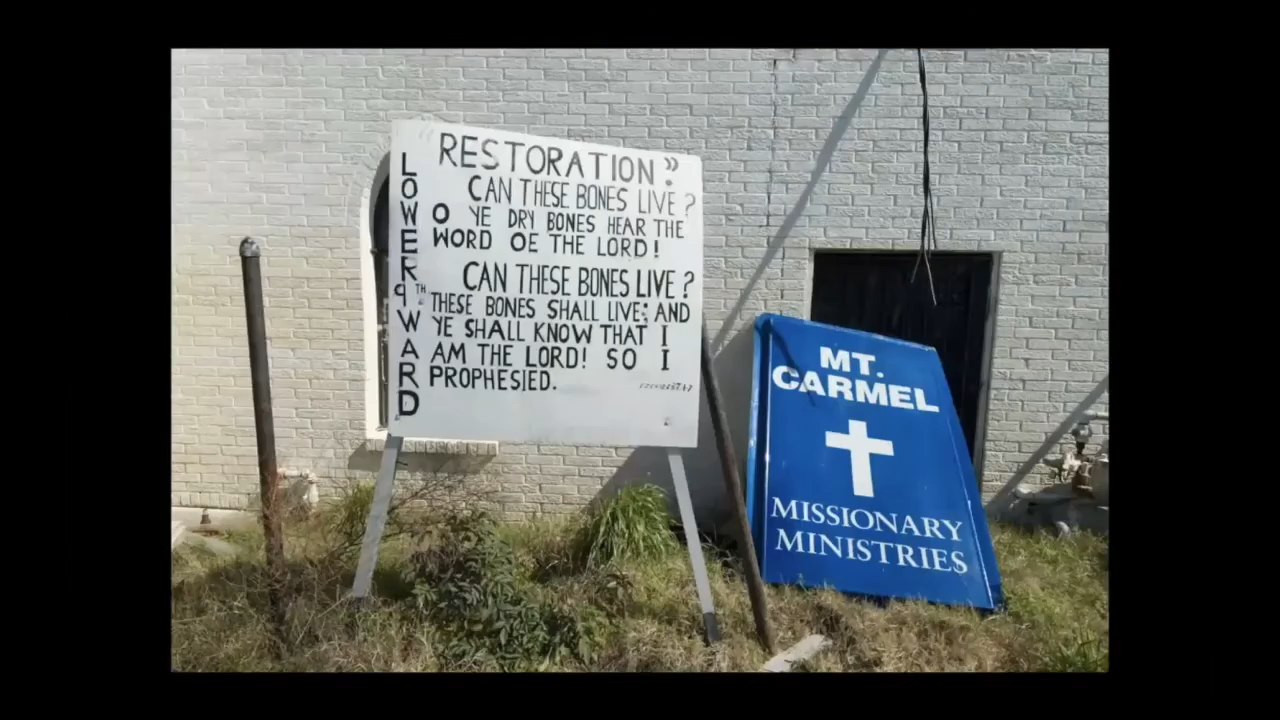 "RESTORATION"
CAN THESE BONES LIVE?
O YE DRY BONES HEAR THE
WORD OE THE LORD!
CAN THESE BONES LIVE?
THESE BONES SHALL LIVE; AND
YE SHALL KNOW THAT I
AM THE LORD! SO I
PROPHESIED.
LOWER 9TH WARD
MT.
CARMEL
MISSIONARY
MINISTRIES